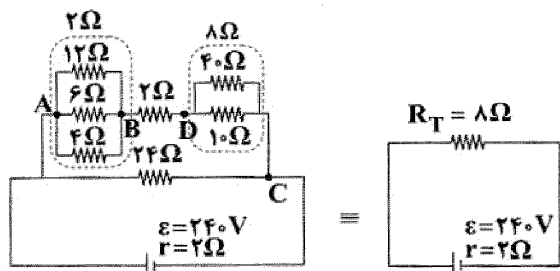 ۲Ω
۱۲Ω
۶Ω
۴Ω
A
B
۲Ω
D
۸Ω
۴۰Ω
۱۰Ω
۲۴Ω
C
ε=۲۴۰V
r=۲Ω
≡
R_T = ۸Ω
ε=۲۴۰V
r=۲Ω